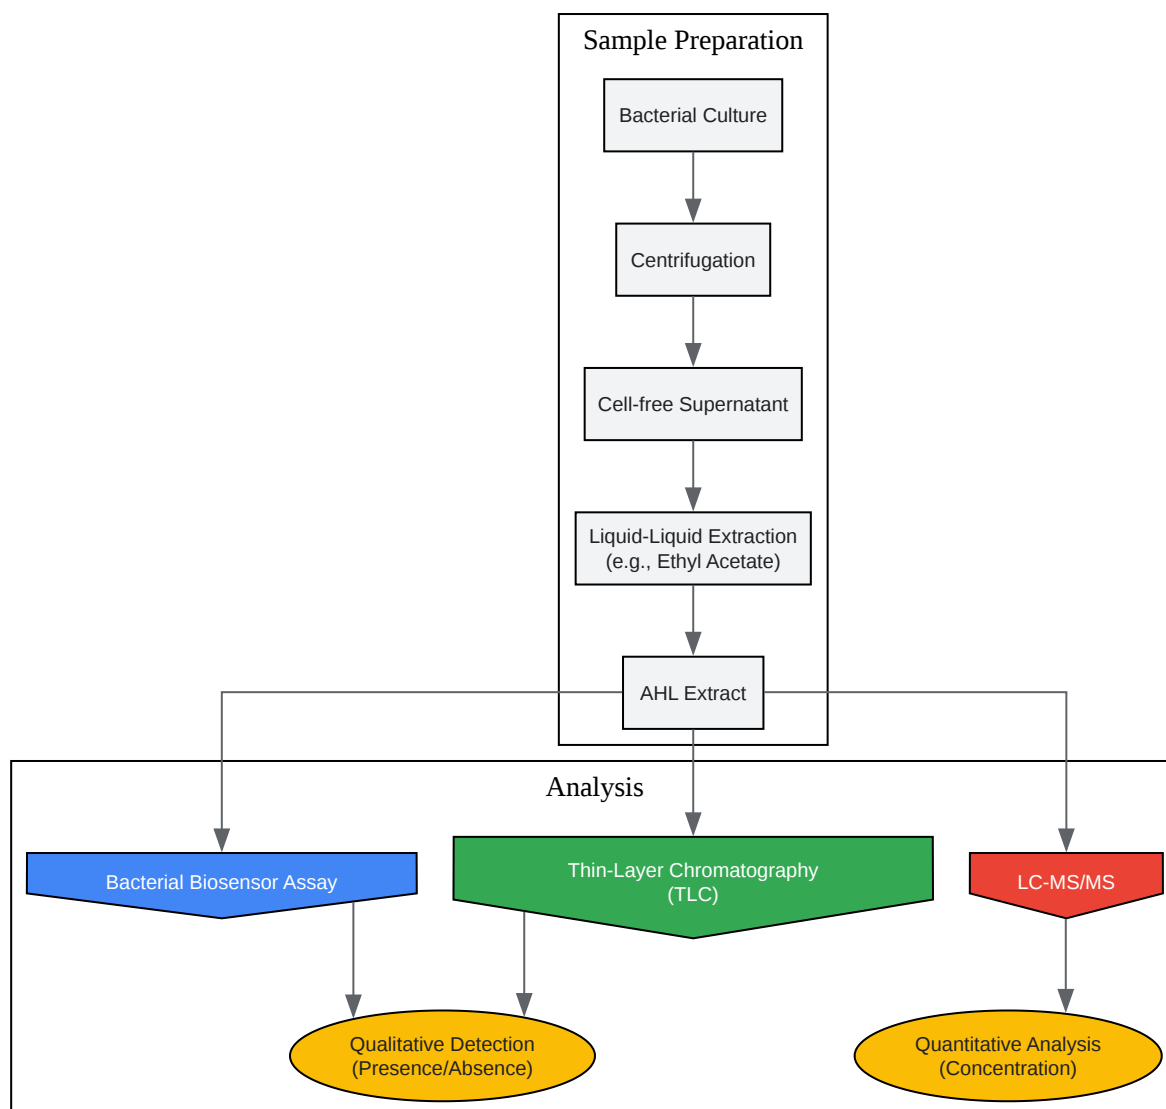 Sample Preparation
Bacterial Culture
Centrifugation
Cell-free Supernatant
Liquid-Liquid Extraction
(e.g., Ethyl Acetate)
AHL Extract
Analysis
Bacterial Biosensor Assay
Thin-Layer Chromatography
(TLC)
LC-MS/MS
Qualitative Detection
(Presence/Absence)
Quantitative Analysis
(Concentration)